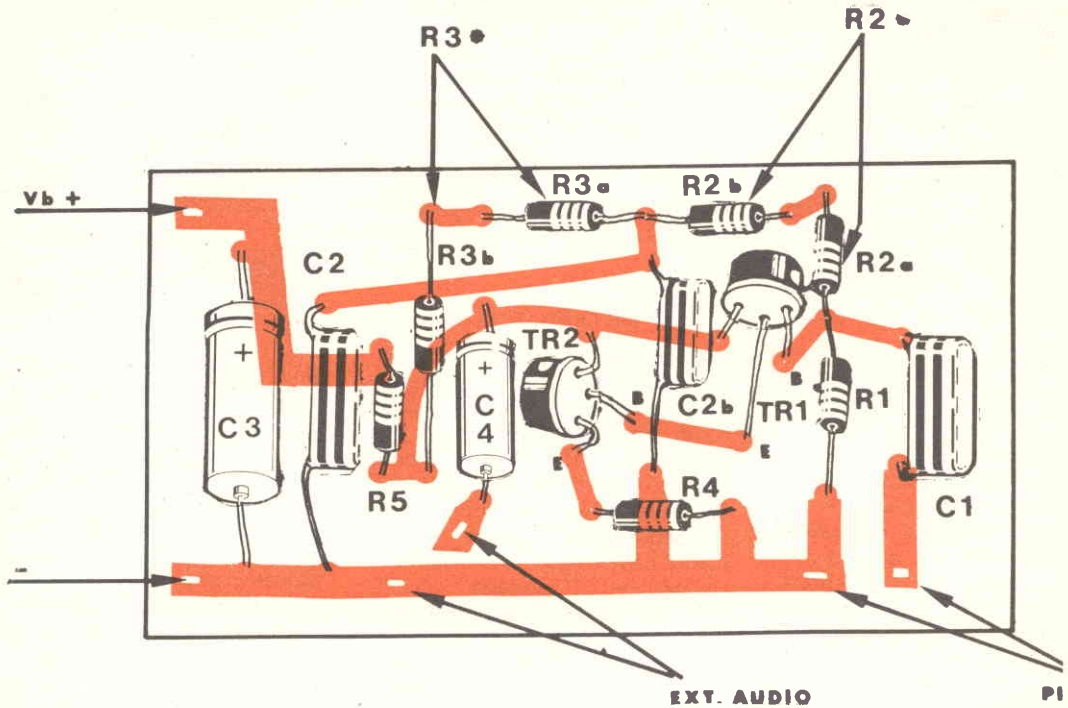 R3
R2
R3a
R2b
Vb +
R3b
R2a
C2
TR2
+
+
B
B
C3
C
4
C2b
TR1
R1
E
E
R5
R4
C1
-
EXT. AUDIO
PI